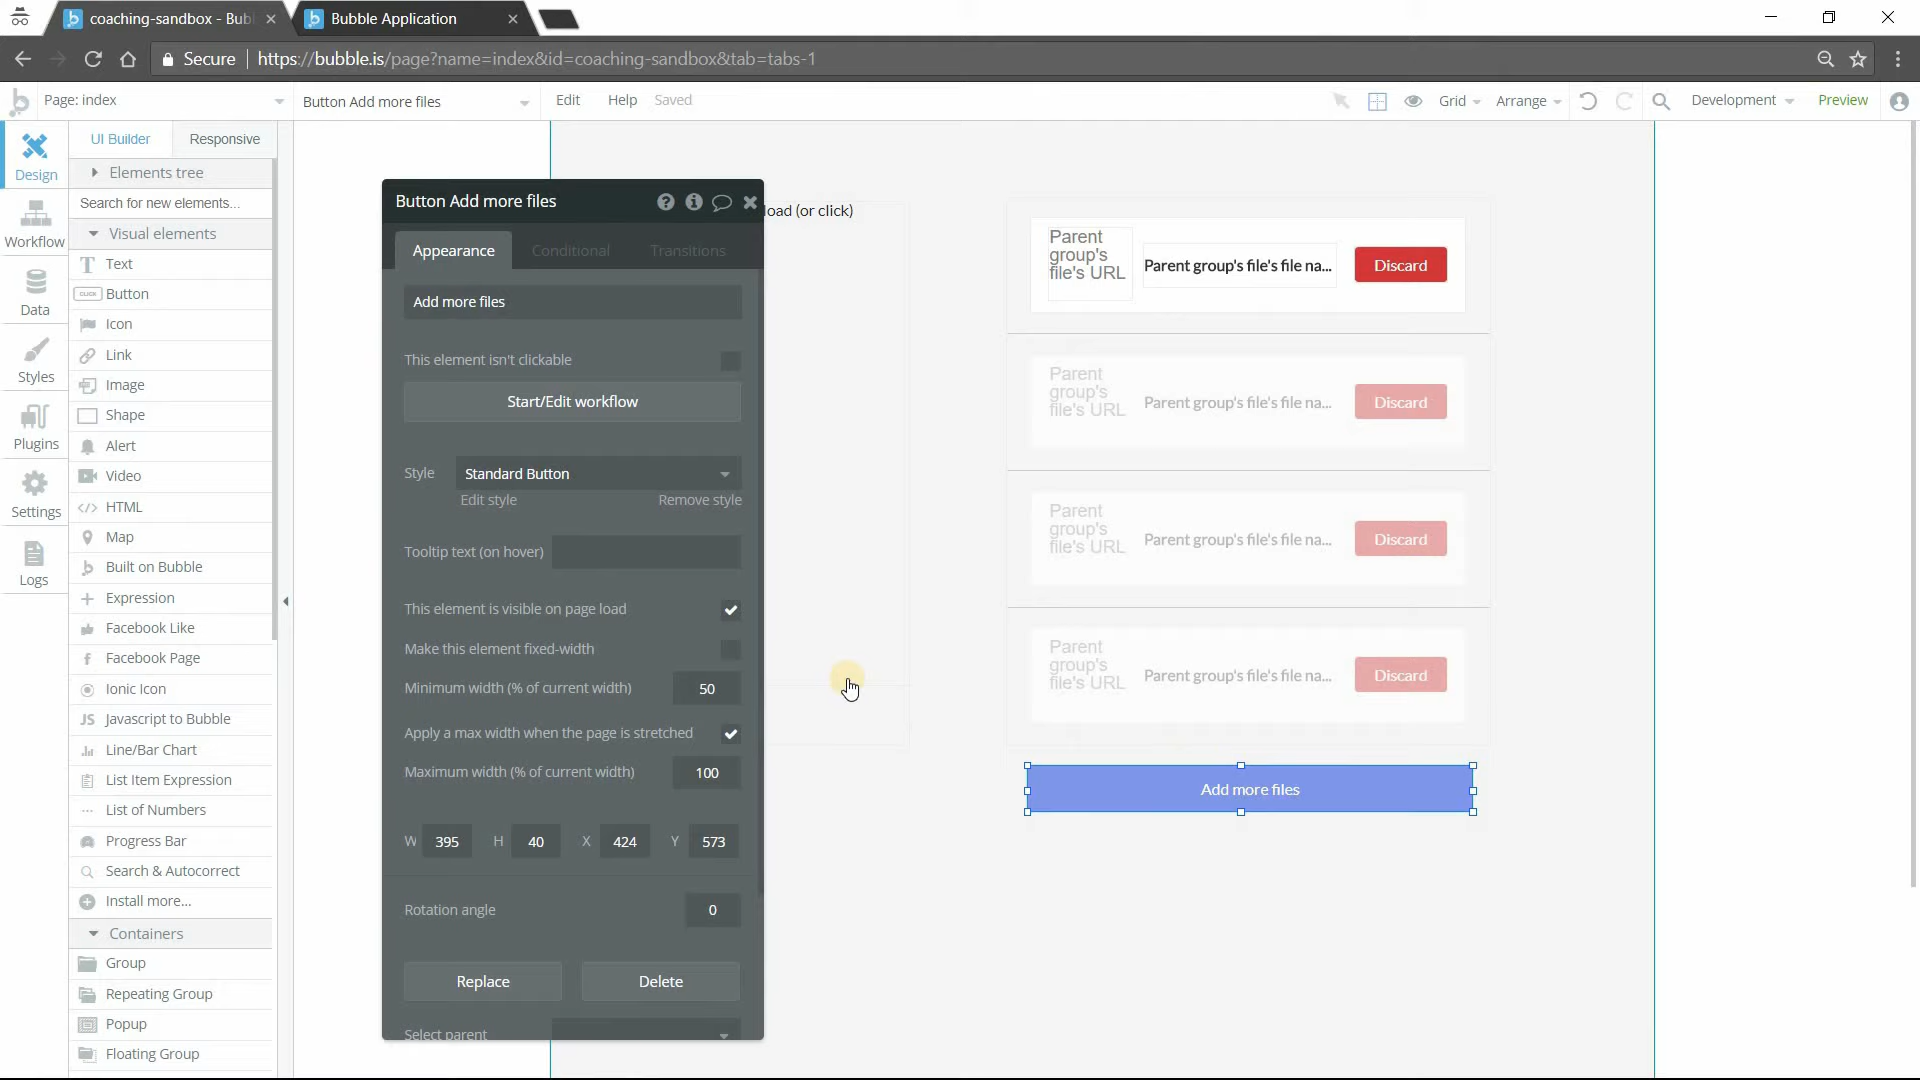 coaching-sandbox - Bub
Bubble Application
Secure
https://bubble.is/page?name=index&id=coaching-sandbox&tab=tabs-1
Page: index
Button Add more files
Edit
Help
Saved
Grid
Arrange
Development
Preview
Design
Workflow
Data
Styles
Plugins
Settings
Logs
UI Builder
Responsive
Elements tree
Search for new elements...
Visual elements
Text
CLICK
Button
Icon
Link
Image
Shape
Alert
Video
HTML
Map
Built on Bubble
Expression
Facebook Like
Facebook Page
Ionic Icon
JS Javascript to Bubble
Line/Bar Chart
List Item Expression
List of Numbers
Progress Bar
Search & Autocorrect
Install more...
Containers
Group
Repeating Group
Popup
Floating Group
Button Add more files
Appearance
Conditional
Transitions
Add more files
This element isn't clickable
Start/Edit workflow
Style
Standard Button
Edit style
Remove style
Tooltip text (on hover)
This element is visible on page load
Make this element fixed-width
Minimum width (% of current width)
50
Apply a max width when the page is stretched
Maximum width (% of current width)
100
W 395
H 40
X 424
Y 573
Rotation angle
0
Replace
Delete
Select parent
load (or click)
Parent
group's
file's URL
Parent group's file's file na...
Discard
Parent
group's
file's URL
Parent group's file's file na...
Discard
Parent
group's
file's URL
Parent group's file's file na...
Discard
Parent
group's
file's URL
Parent group's file's file na...
Discard
Add more files